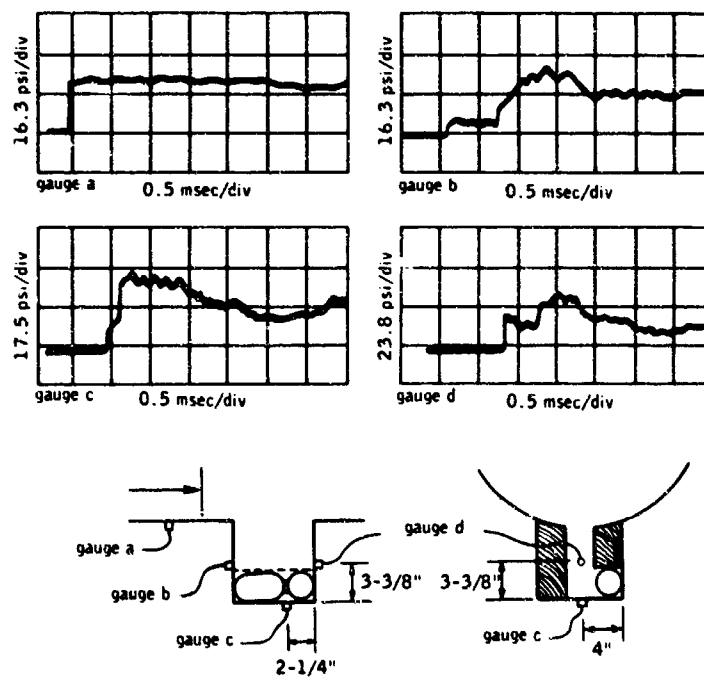 16.3 psi/div
gauge a
0.5 msec/div
16.3 psi/div
gauge b
0.5 msec/div
17.5 psi/div
gauge c
0.5 msec/div
23.8 psi/div
gauge d
0.5 msec/div
gauge a
gauge b
gauge c
2-1/4"
gauge d
3-3/8"
3-3/8"
gauge c
4"